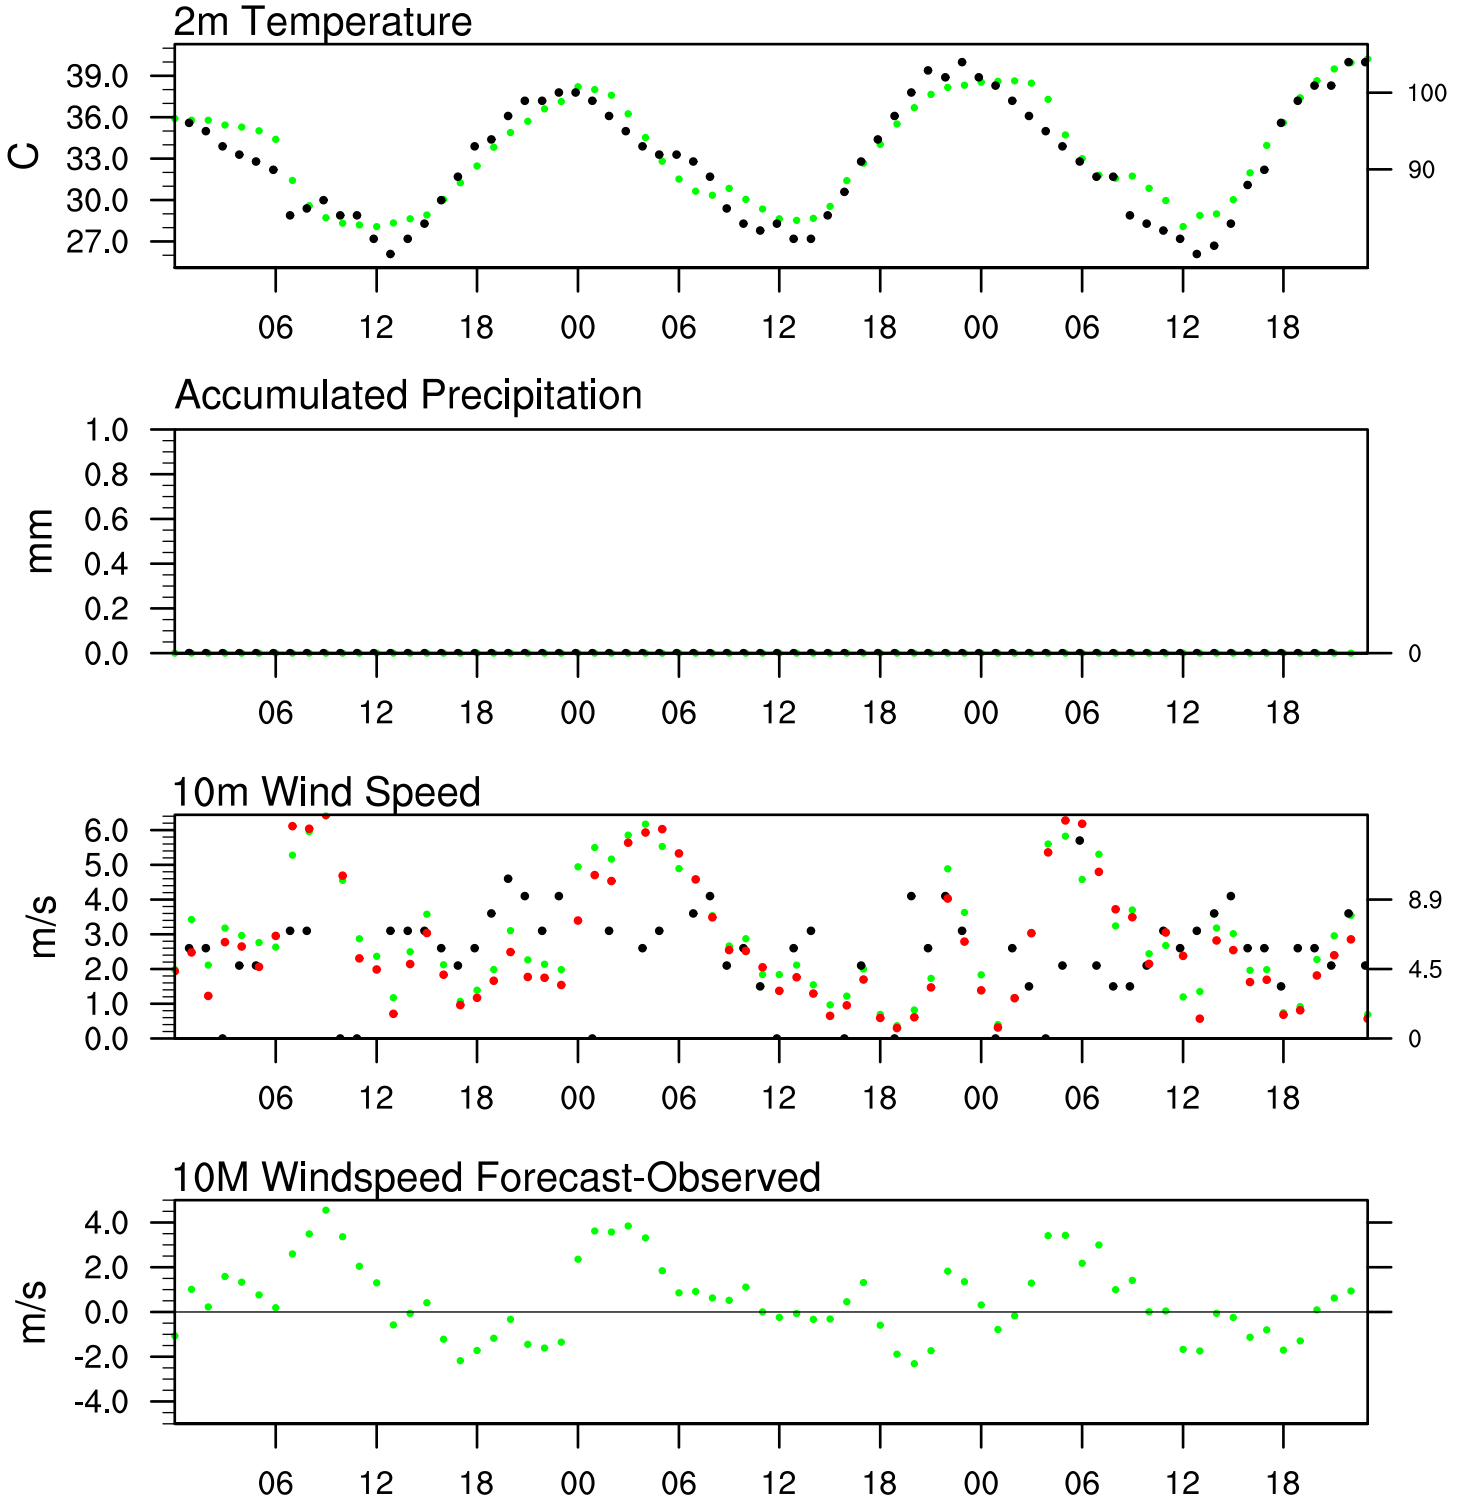 2m Temperature
39.0
36.0
33.0
30.0
27.0
C
100
90
06 12 18 00 06 12 18 00 06 12 18
Accumulated Precipitation
1.0
0.8
0.6
0.4
0.2
0.0
mm
0
06 12 18 00 06 12 18 00 06 12 18
10m Wind Speed
6.0
5.0
4.0
3.0
2.0
1.0
0.0
m/s
8.9
4.5
0
06 12 18 00 06 12 18 00 06 12 18
10M Windspeed Forecast-Observed
4.0
2.0
0.0
-2.0
-4.0
m/s
06 12 18 00 06 12 18 00 06 12 18